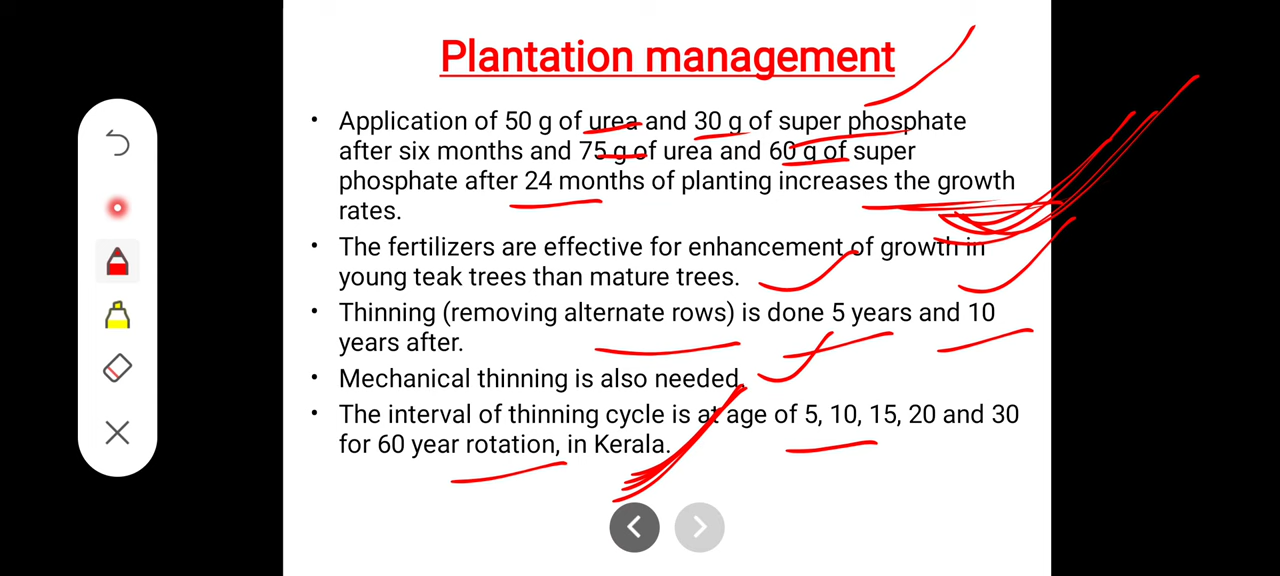 Plantation management
• Application of 50 g of urea and 30 g of super phosphate
after six months and 75 g of urea and 60 g of super
phosphate after 24 months of planting increases the growth
rates.
• The fertilizers are effective for enhancement of growth in
young teak trees than mature trees.
• Thinning (removing alternate rows) is done 5 years and 10
years after.
• Mechanical thinning is also needed.
• The interval of thinning cycle is at age of 5, 10, 15, 20 and 30
for 60 year rotation, in Kerala.